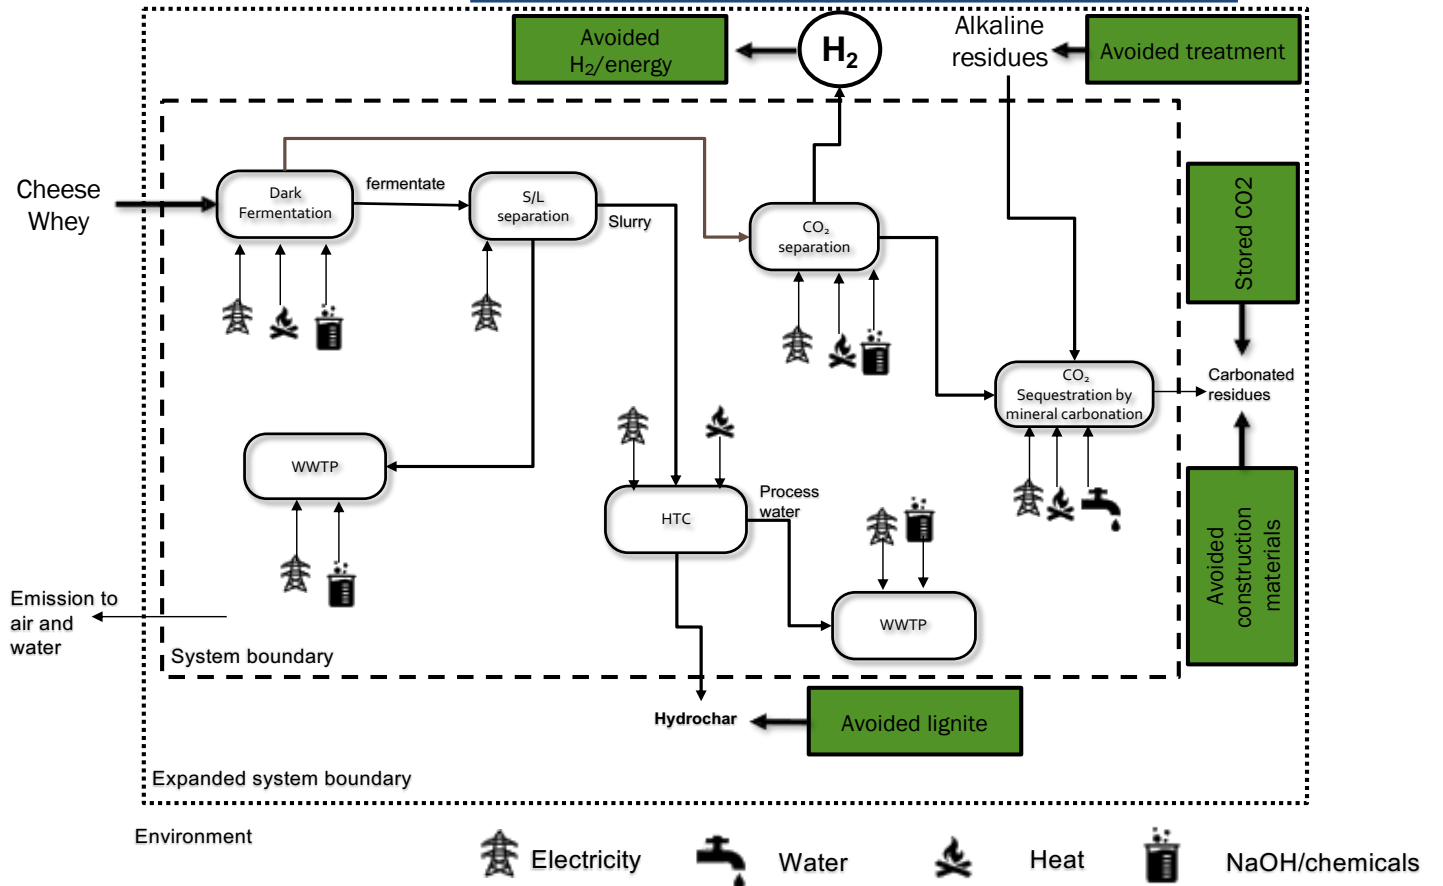 Avoided
H₂/energy
H₂
Alkaline
residues
Avoided treatment
Cheese
Whey
Dark
Fermentation
fermentate
S/L
separation
Slurry
CO₂
separation
Stored CO2
CO₂
Sequestration by
mineral carbonation
Carbonated
residues
WWTP
HTC
Process
water
WWTP
Avoided
construction
materials
Emission to
air and
water
System boundary
Hydrochar
Avoided lignite
Expanded system boundary
Environment
Electricity
Water
Heat
NaOH/chemicals